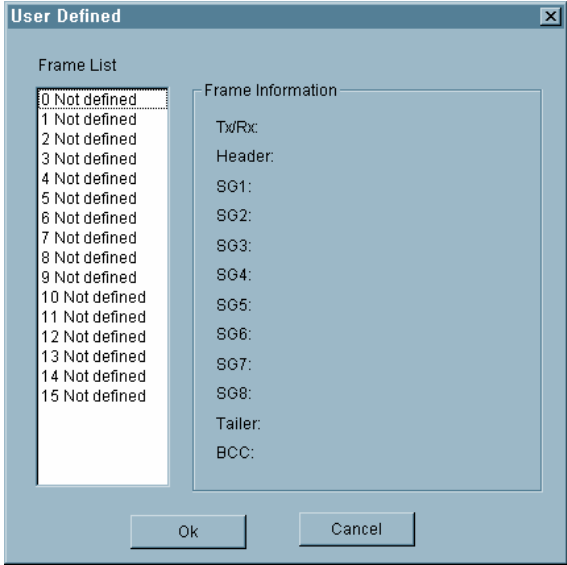 User Defined
Frame List
0 Not defined
1 Not defined
2 Not defined
3 Not defined
4 Not defined
5 Not defined
6 Not defined
7 Not defined
8 Not defined
9 Not defined
10 Not defined
11 Not defined
12 Not defined
13 Not defined
14 Not defined
15 Not defined
Frame Information
Tx/Rx:
Header:
SG1:
SG2:
SG3:
SG4:
SG5:
SG6:
SG7:
SG8:
Tailer:
BCC:
Ok
Cancel